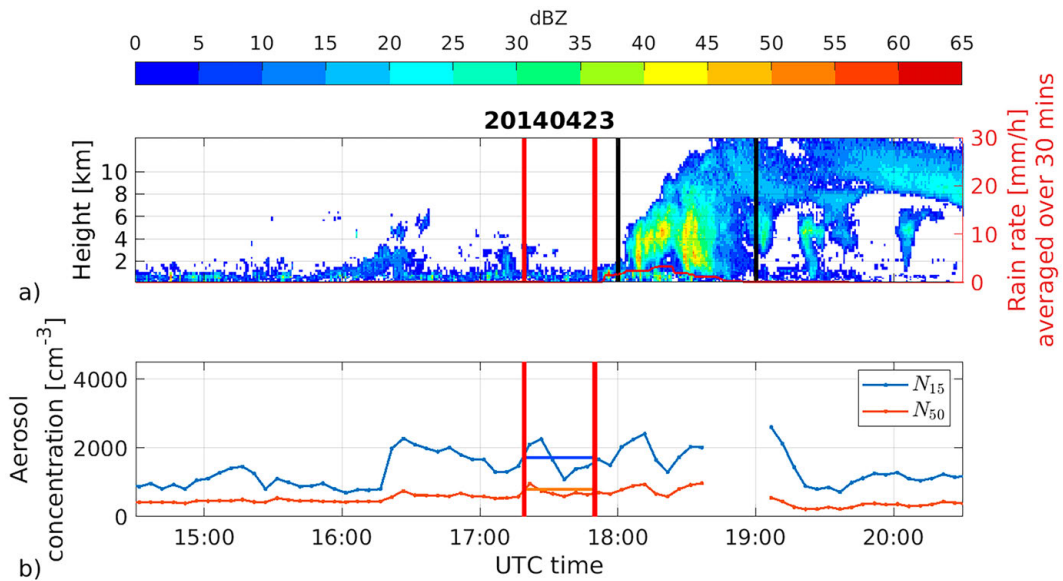 dBZ
0 5 10 15 20 25 30 35 40 45 50 55 60 65
20140423
Height [km]
10
8
6
4
2
30
20
10
0
Rain rate [mm/h]
averaged over 30 mins
a)
Aerosol
concentration [cm⁻³]
4000
2000
0
N₁₅
N₅₀
15:00 16:00 17:00 18:00 19:00 20:00
UTC time
b)